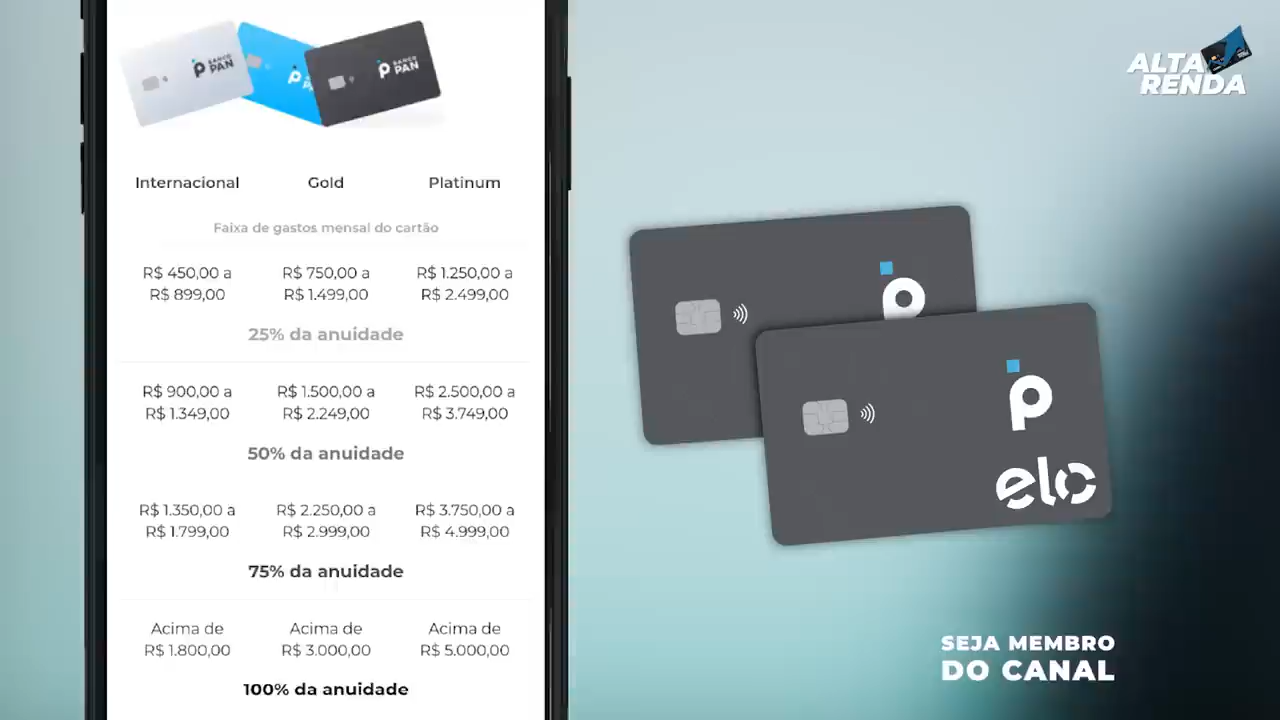 BANCO
PAN
BANCO
PAN
Internacional Gold Platinum
Faixa de gastos mensal do cartão
R$ 450,00 a R$ 750,00 a R$ 1.250,00 a
R$ 899,00 R$ 1.499,00 R$ 2.499,00
25% da anuidade
R$ 900,00 a R$ 1.500,00 a R$ 2.500,00 a
R$ 1.349,00 R$ 2.249,00 R$ 3.749,00
50% da anuidade
R$ 1.350,00 a R$ 2.250,00 a R$ 3.750,00 a
R$ 1.799,00 R$ 2.999,00 R$ 4.999,00
75% da anuidade
Acima de Acima de Acima de
R$ 1.800,00 R$ 3.000,00 R$ 5.000,00
100% da anuidade
ALTA
RENDA
elo
SEJA MEMBRO
DO CANAL